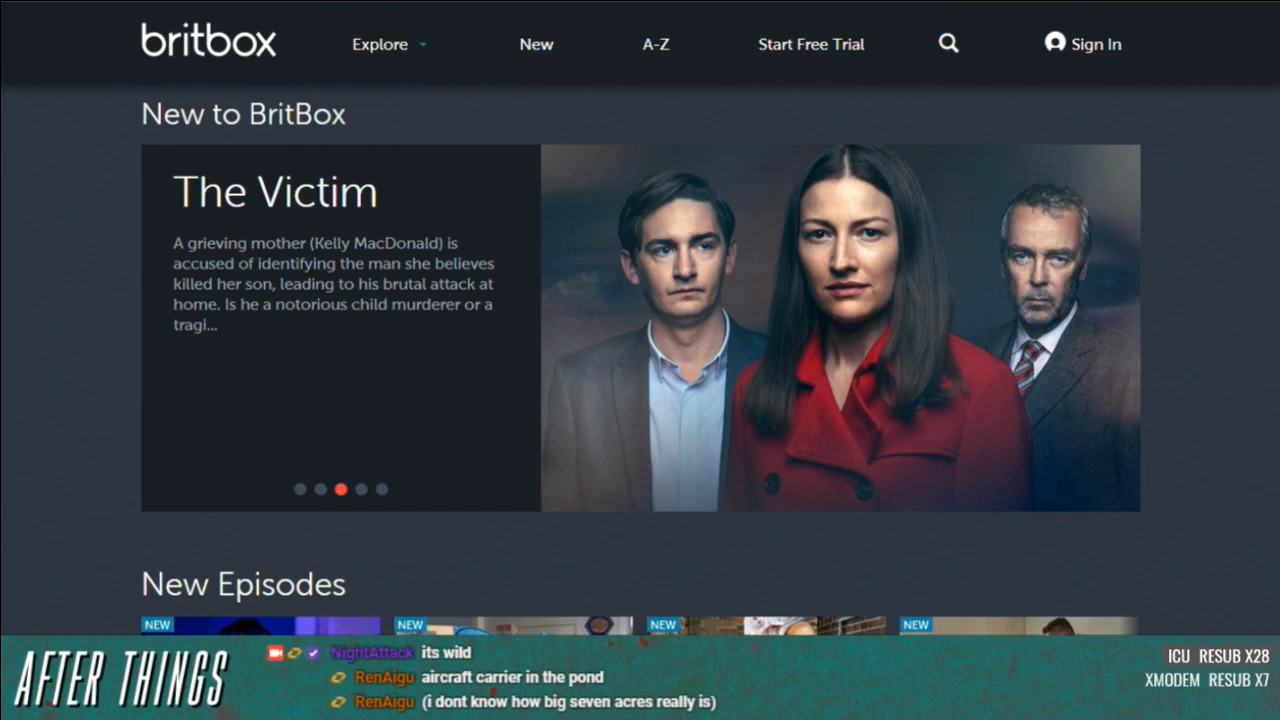 britbox
Explore
New
A-Z
Start Free Trial
Sign In
New to BritBox
The Victim
A grieving mother (Kelly MacDonald) is
accused of identifying the man she believes
killed her son, leading to his brutal attack at
home. Is he a notorious child murderer or a
tragi...
New Episodes
NEW
NEW
NEW
NEW
AFTER THINGS
NightAttack its wild
RenAigu aircraft carrier in the pond
RenAigu (i dont know how big seven acres really is)
ICU RESUB X28
XMODEM RESUB X7